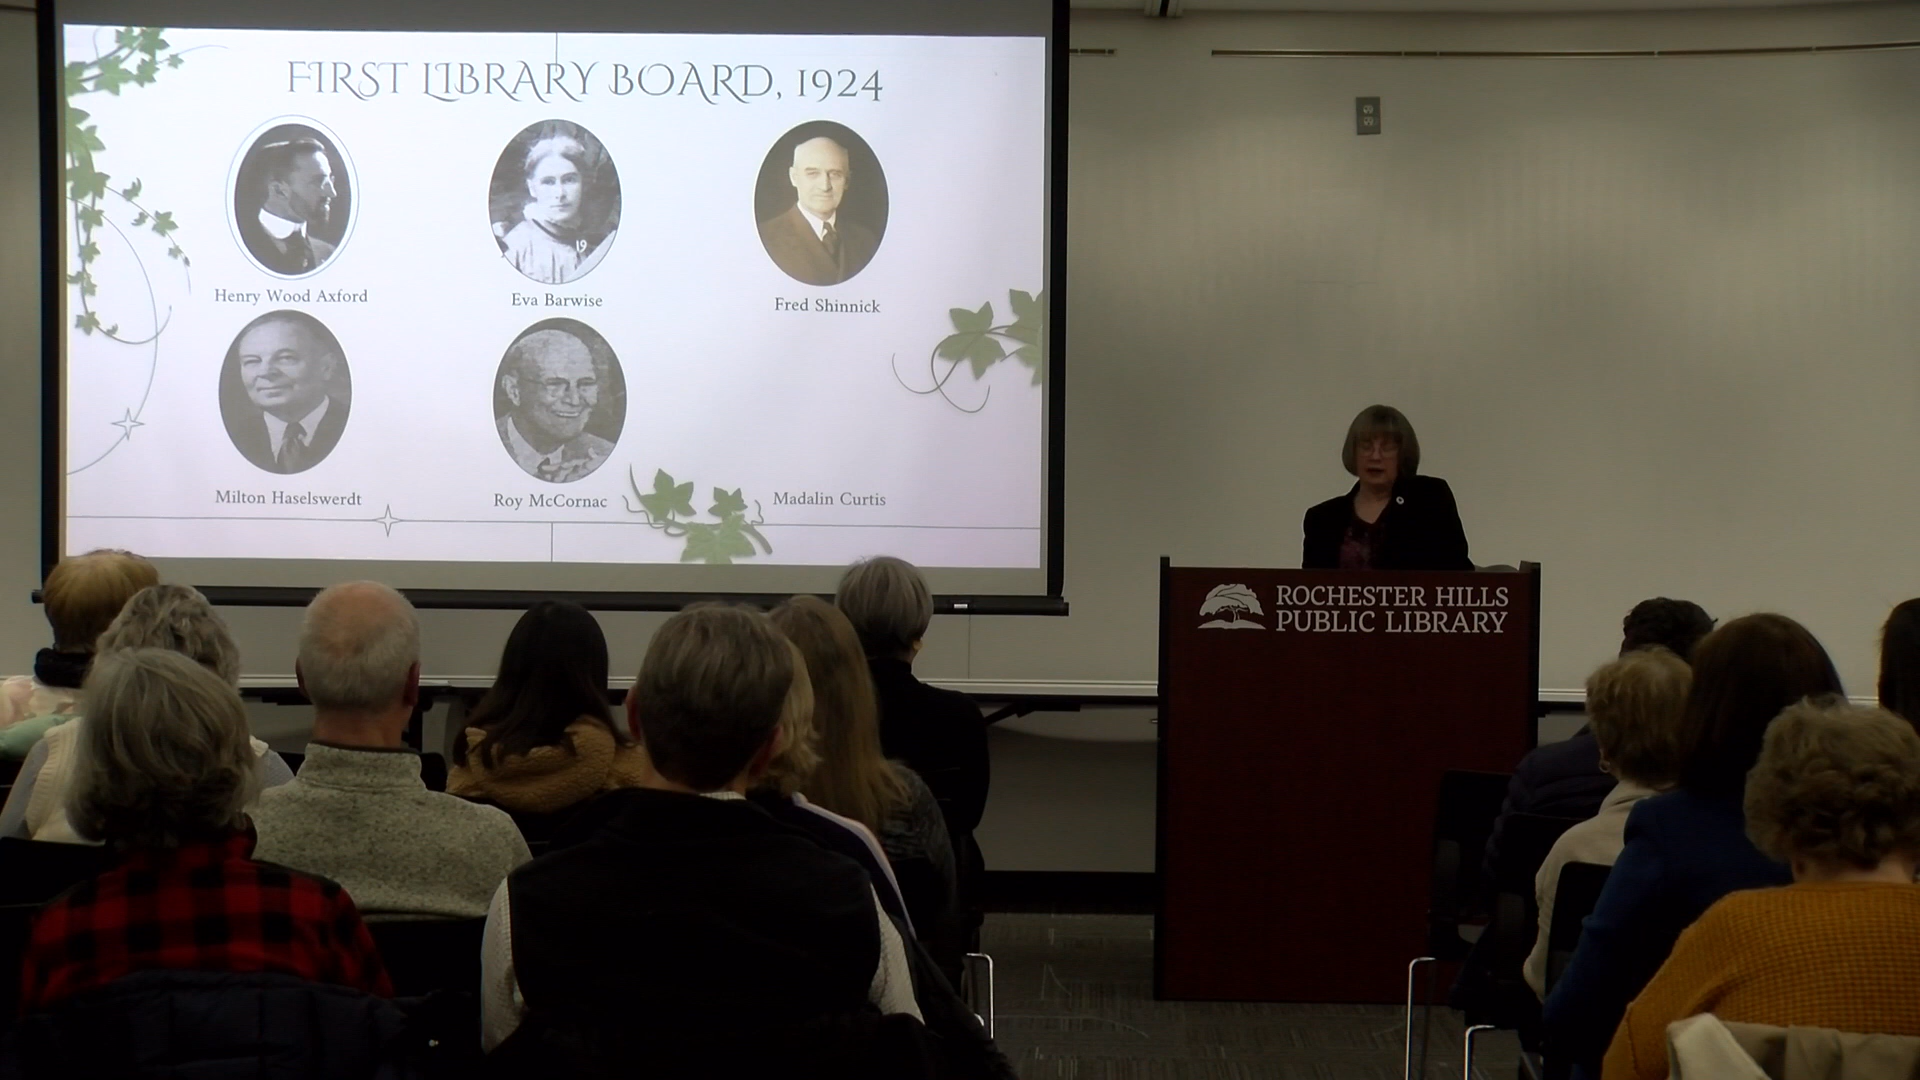 FIRST LIBRARY BOARD, 1924
19
Henry Wood Axford
Eva Barwise
Fred Shinnick
Milton Haselswerdt
Roy McCornac
Madalin Curtis
ROCHESTER HILLS
PUBLIC LIBRARY